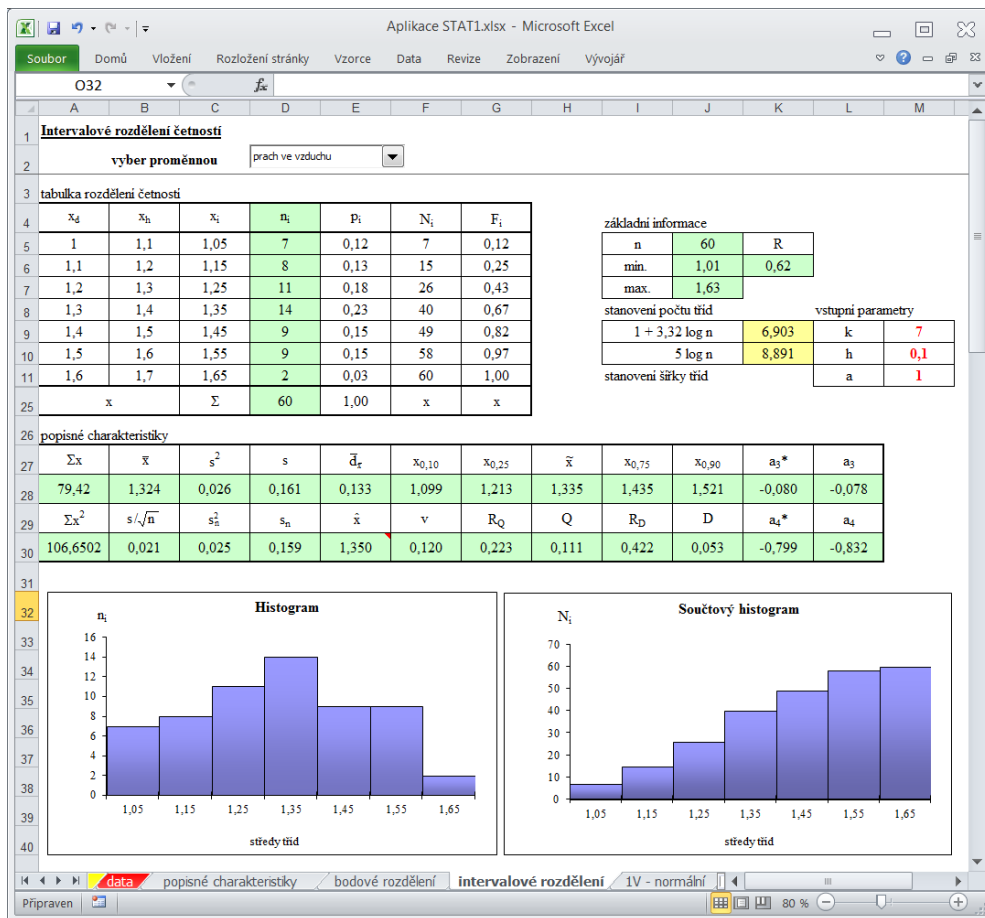 Aplikace STAT1.xlsx - Microsoft Excel
Soubor Domů Vložení Rozložení stránky Vzorce Data Revize Zobrazení Vývojář
O32 fx
A B C D E F G H I J K L M
1 Intervalové rozdělení četností
2 vyber proměnnou prach ve vzduchu
3 tabulka rozdělení četností
4 xd xh xi ni pi Ni Fi základní informace
5 1 1,1 1,05 7 0,12 7 0,12 n 60 R
6 1,1 1,2 1,15 8 0,13 15 0,25 min. 1,01 0,62
7 1,2 1,3 1,25 11 0,18 26 0,43 max. 1,63
8 1,3 1,4 1,35 14 0,23 40 0,67 stanovení počtu tříd vstupní parametry
9 1,4 1,5 1,45 9 0,15 49 0,82 1 + 3,32 log n 6,903 k 7
10 1,5 1,6 1,55 9 0,15 58 0,97 5 log n 8,891 h 0,1
11 1,6 1,7 1,65 2 0,03 60 1,00 stanovení šířky tříd a 1
25 x Σ 60 1,00 x x
26 popisné charakteristiky
27 Σx x̄ s² s d̄r x0,10 x0,25 x̃ x0,75 x0,90 a3* a3
28 79,42 1,324 0,026 0,161 0,133 1,099 1,213 1,335 1,435 1,521 -0,080 -0,078
29 Σx² s/√n s²n sn x̂ v RQ Q RD D a4* a4
30 106,6502 0,021 0,025 0,159 1,350 0,120 0,223 0,111 0,422 0,053 -0,799 -0,832
31
32
33
34
35
36
37
38
39
40
Histogram
ni
16
14
12
10
8
6
4
2
0
1,05 1,15 1,25 1,35 1,45 1,55 1,65
středy tříd
Součtový histogram
Ni
70
60
50
40
30
20
10
0
1,05 1,15 1,25 1,35 1,45 1,55 1,65
středy tříd
data popisné charakteristiky bodové rozdělení intervalové rozdělení 1V - normální
Připraven 80 %